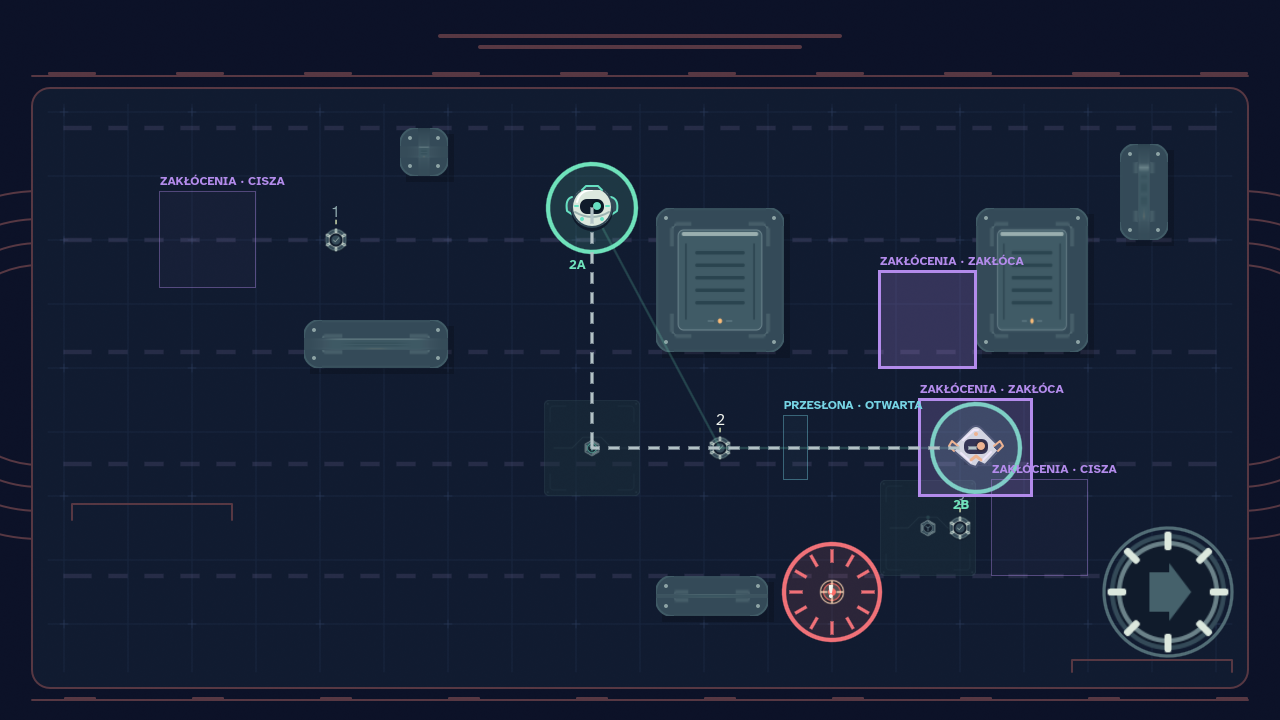 ZAKŁÓCENIA · CISZA
1
2A
ZAKŁÓCENIA · ZAKŁÓCA
ZAKŁÓCENIA · ZAKŁÓCA
PRZESŁONA · OTWARTA
2
ZAKŁÓCENIA · CISZA
2B
!